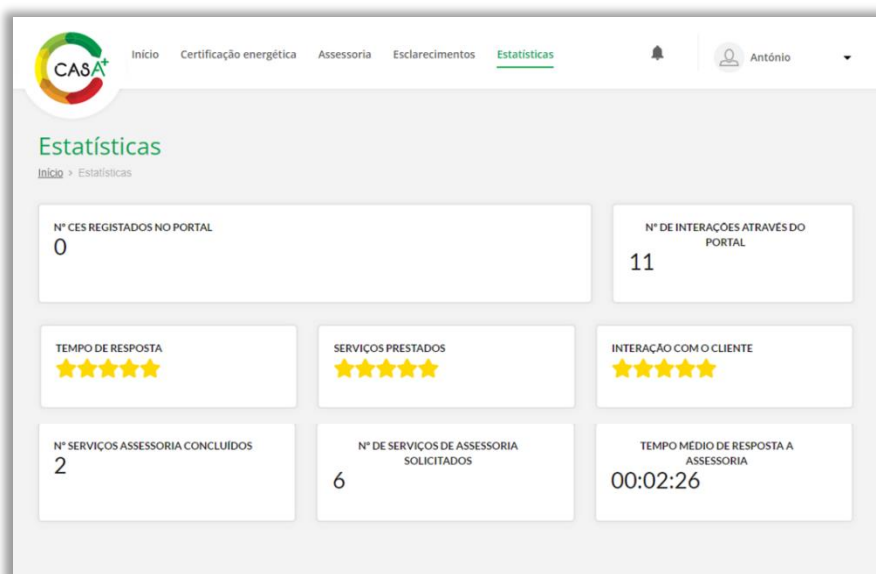 CASA+
Início Certificação energética Assessoria Esclarecimentos Estatísticas António
Estatísticas
Início > Estatísticas
Nº CES REGISTADOS NO PORTAL
0
Nº DE INTERAÇÕES ATRAVÉS DO
PORTAL
11
TEMPO DE RESPOSTA
SERVIÇOS PRESTADOS
INTERAÇÃO COM O CLIENTE
Nº SERVIÇOS ASSESSORIA CONCLUÍDOS
2
Nº DE SERVIÇOS DE ASSESSORIA
SOLICITADOS
6
TEMPO MÉDIO DE RESPOSTA A
ASSESSORIA
00:02:26